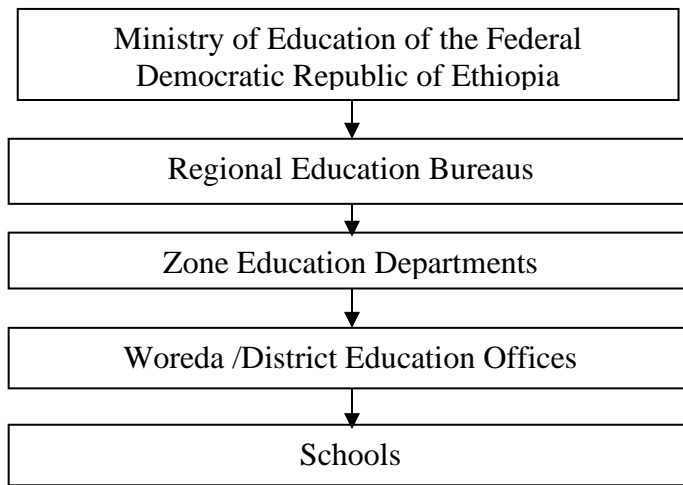 Ministry of Education of the Federal
Democratic Republic of Ethiopia
Regional Education Bureaus
Zone Education Departments
Woreda /District Education Offices
Schools